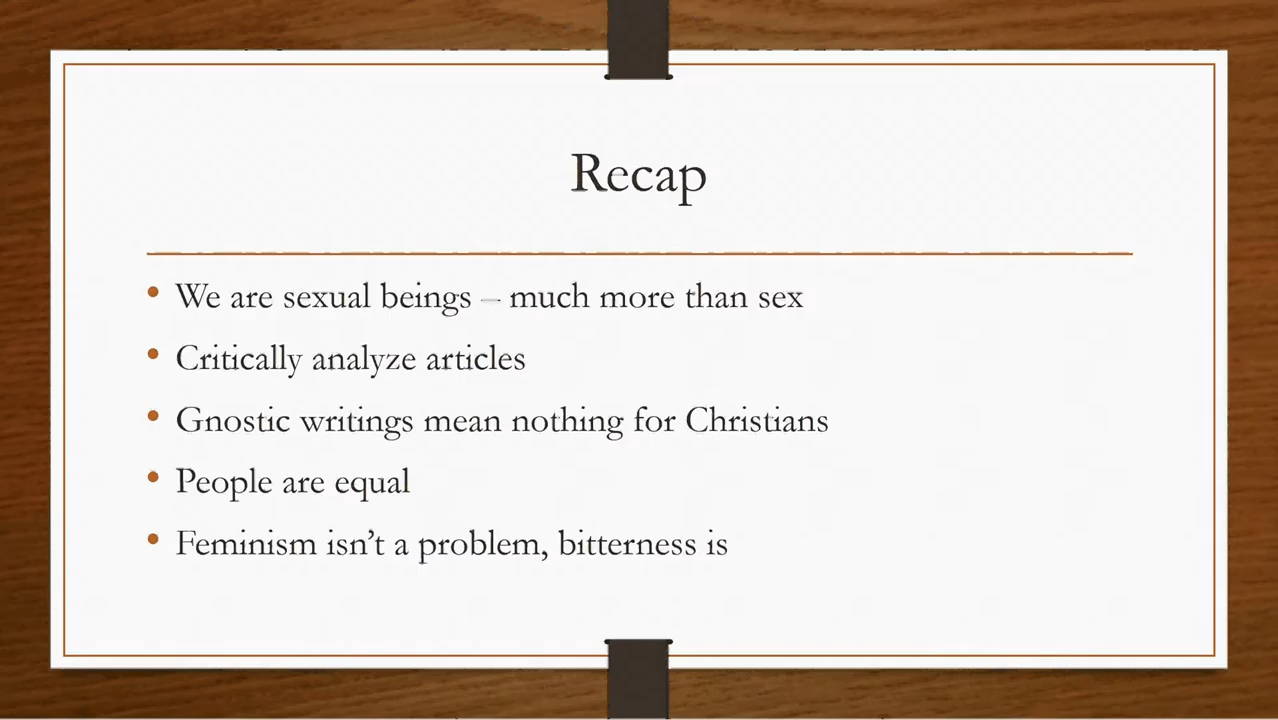 Recap
• We are sexual beings – much more than sex
• Critically analyze articles
• Gnostic writings mean nothing for Christians
• People are equal
• Feminism isn’t a problem, bitterness is